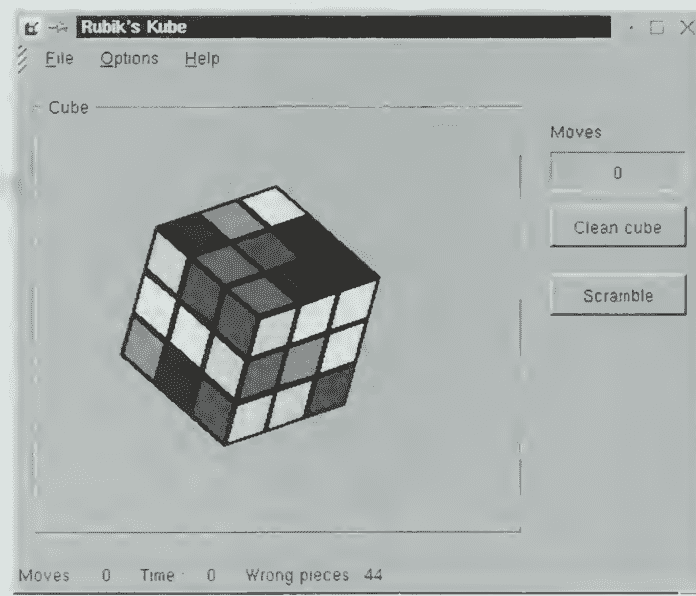 Rubik's Kube
File Options Help
Cube
Moves
0
Clean cube
Scramble
Moves 0 Time 0 Wrong pieces 44